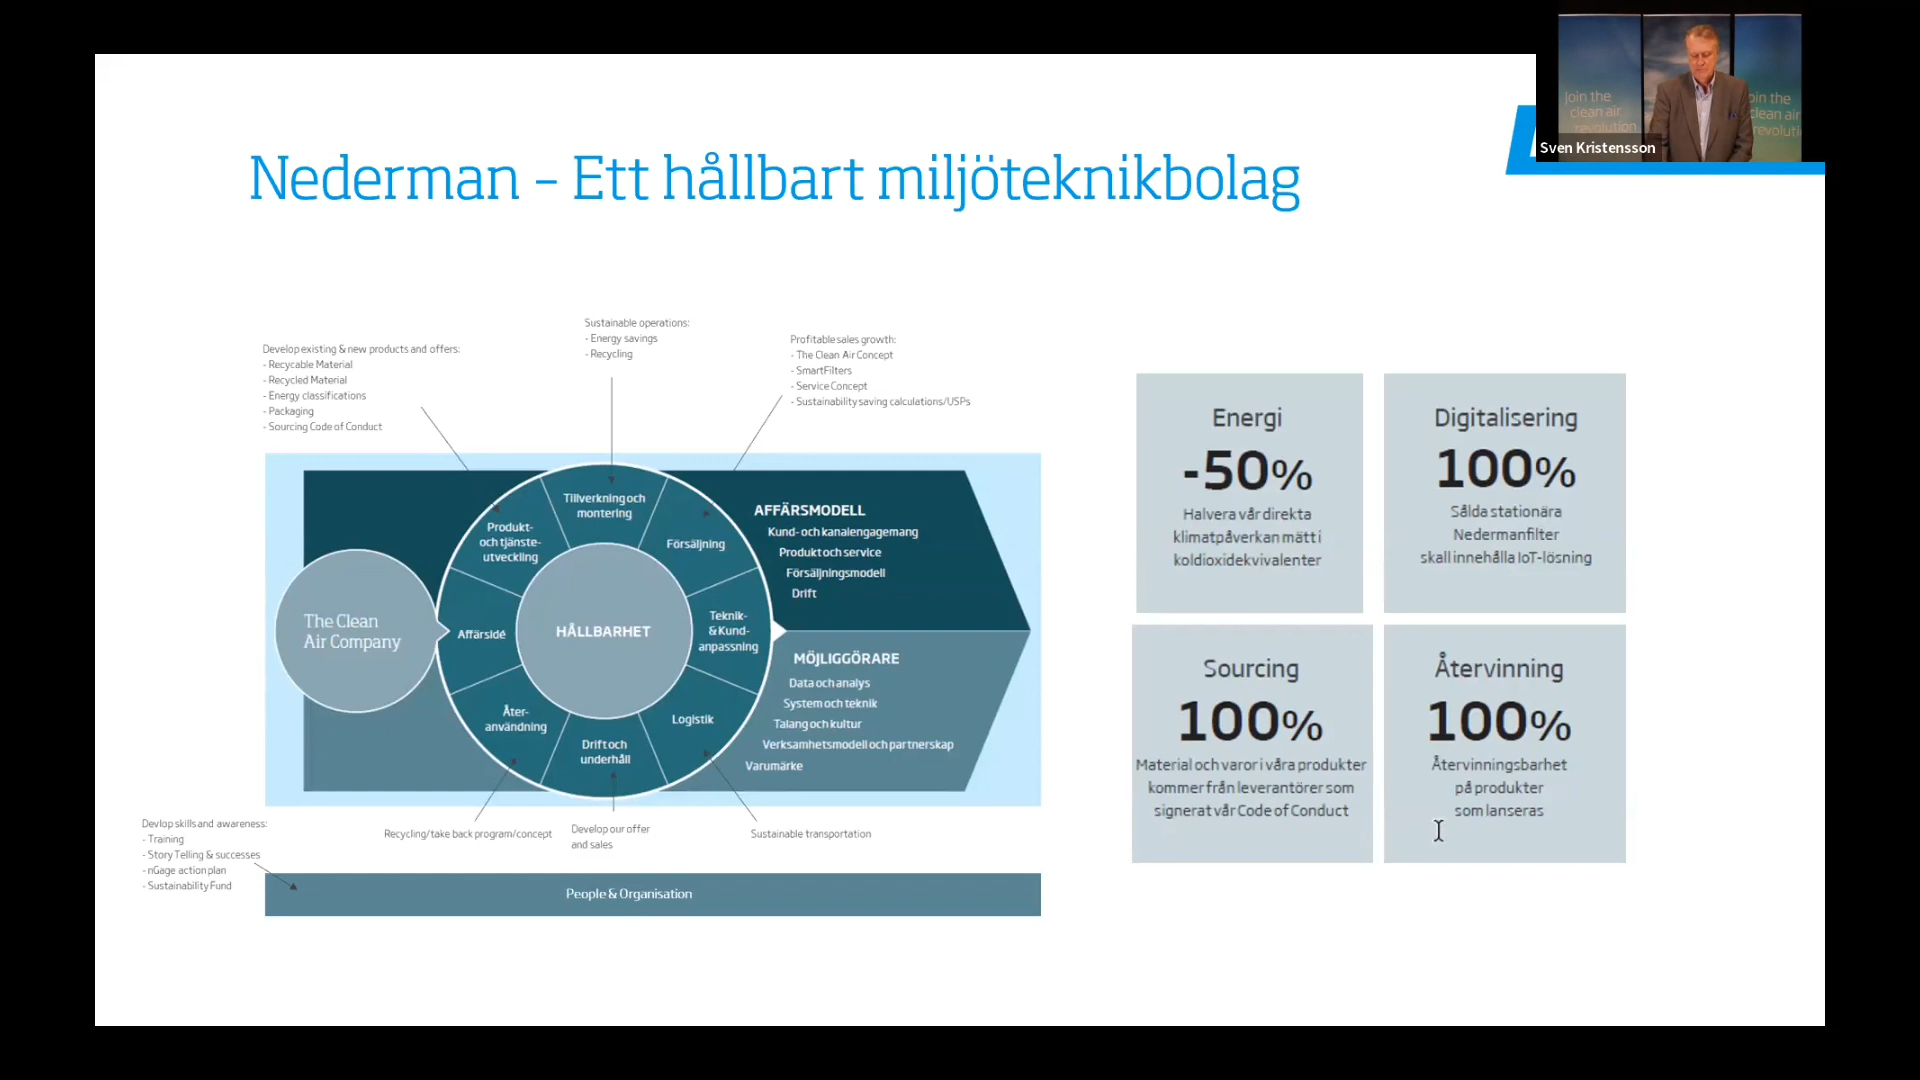 Join the
clean air
revolution
join the
clean air
Sven Kristensson
Nederman – Ett hållbart miljöteknikbolag
Develop existing & new products and offers:
- Recycable Material
- Recycled Material
- Energy classifications
- Packaging
- Sourcing Code of Conduct
Sustainable operations:
- Energy savings
- Recycling
Profitable sales growth:
- The Clean Air Concept
- SmartFilters
- Service Concept
- Sustainability saving calculations/USPs
The Clean
Air Company
HÅLLBARHET
Affärsidé
Produkt-
och tjänste-
utveckling
Tillverkning och
montering
Försäljning
Teknik-
& Kund-
anpassning
Logistik
Drift och
underhåll
Åter-
användning
AFFÄRSMODELL
Kund- och kanalengagemang
Produkt och service
Försäljningsmodell
Drift
MÖJLIGGÖRARE
Data och analys
System och teknik
Talang och kultur
Verksamhetsmodell och partnerskap
Varumärke
Devlop skills and awareness:
- Training
- Story Telling & successes
- nGage action plan
- Sustainability Fund
Recycling/take back program/concept
Develop our offer
and sales
Sustainable transportation
People & Organisation
Energi
-50%
Halvera vår direkta
klimatpåverkan mätt i
koldioxidekvivalenter
Digitalisering
100%
Sålda stationära
Nedermanfilter
skall innehålla IoT-lösning
Sourcing
100%
Material och varor i våra produkter
kommer från leverantörer som
signerat vår Code of Conduct
Återvinning
100%
Återvinningsbarhet
på produkter
som lanseras